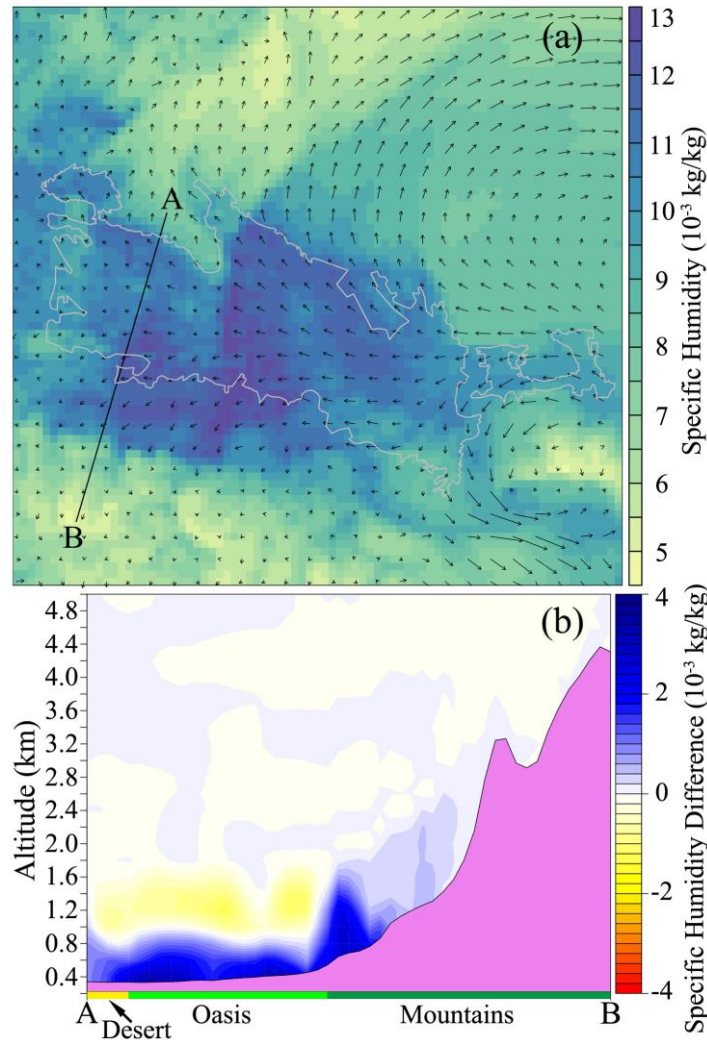 (a)
A
B
13
12
11
10
9
8
7
6
5
Specific Humidity (10⁻³ kg/kg)
(b)
4.8
4.4
4.0
3.6
3.2
2.8
2.4
2.0
1.6
1.2
0.8
0.4
Altitude (km)
4
2
0
-2
-4
Specific Humidity Difference (10⁻³ kg/kg)
A
Desert
Oasis
Mountains
B